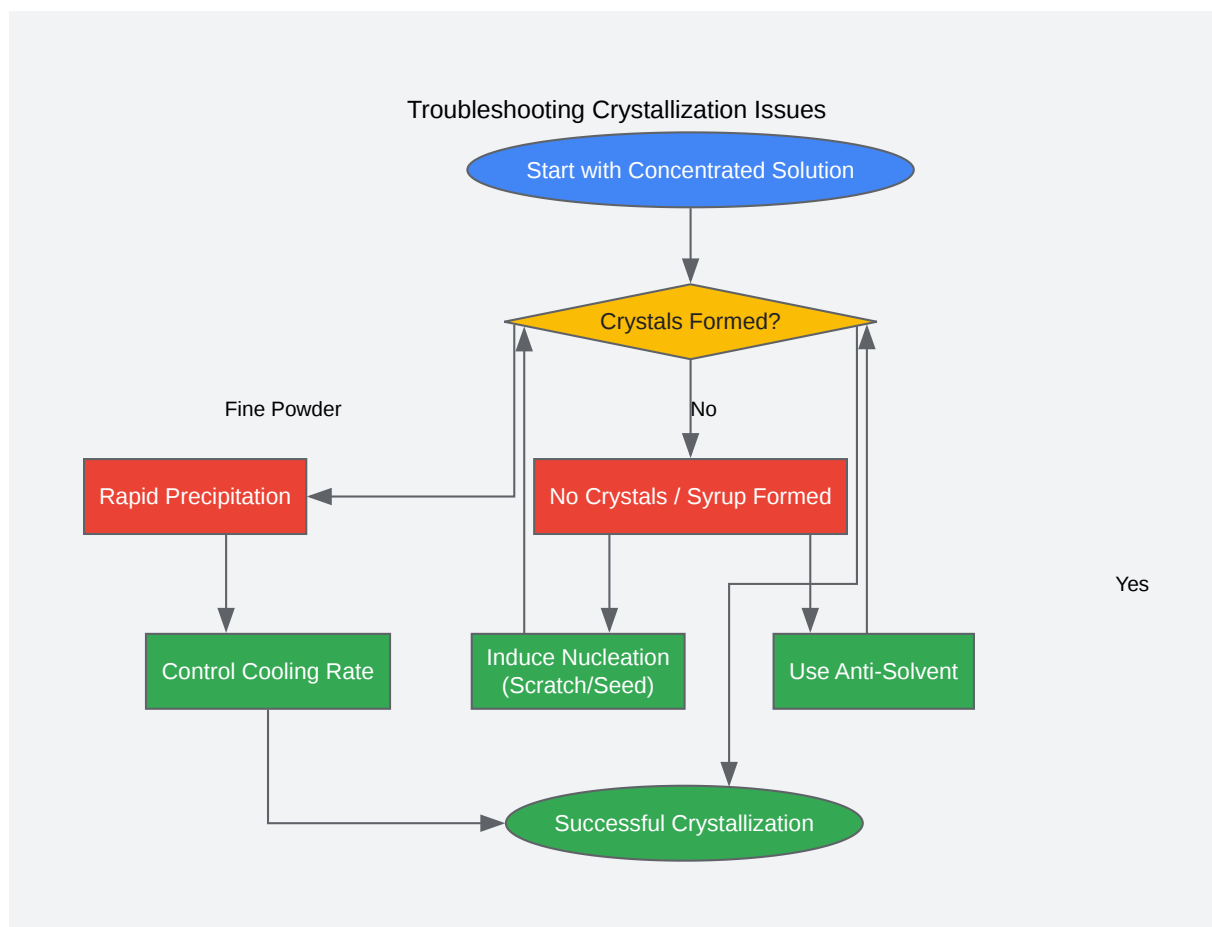 Troubleshooting Crystallization Issues
Start with Concentrated Solution
Crystals Formed?
Fine Powder
No
Rapid Precipitation
No Crystals / Syrup Formed
Yes
Control Cooling Rate
Induce Nucleation
(Scratch/Seed)
Use Anti-Solvent
Successful Crystallization